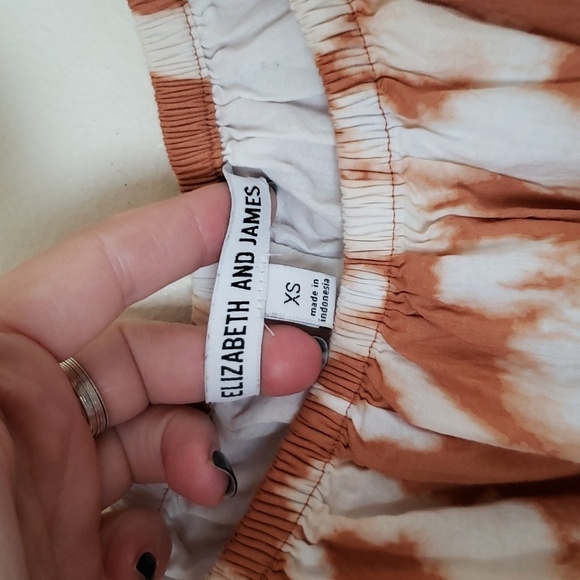 ELIZABETH AND JAMES
XS
made in
indonesia